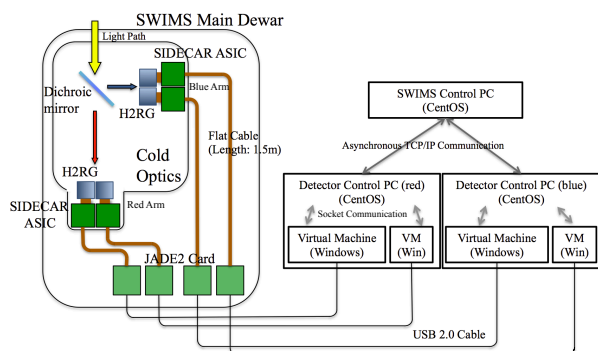 SWIMS Main Dewar
Light Path
SIDECAR ASIC
Blue Arm
Dichroic
mirror
H2RG
Flat Cable
(Length: 1.5m)
H2RG
Cold
Optics
SIDECAR
ASIC
Red Arm
JADE2 Card
SWIMS Control PC
(CentOS)
Asynchronous TCP/IP Communication
Detector Control PC (red)
(CentOS)
Socket Communication
Virtual Machine
(Windows)
VM
(Win)
Detector Control PC (blue)
(CentOS)
Virtual Machine
(Windows)
VM
(Win)
USB 2.0 Cable